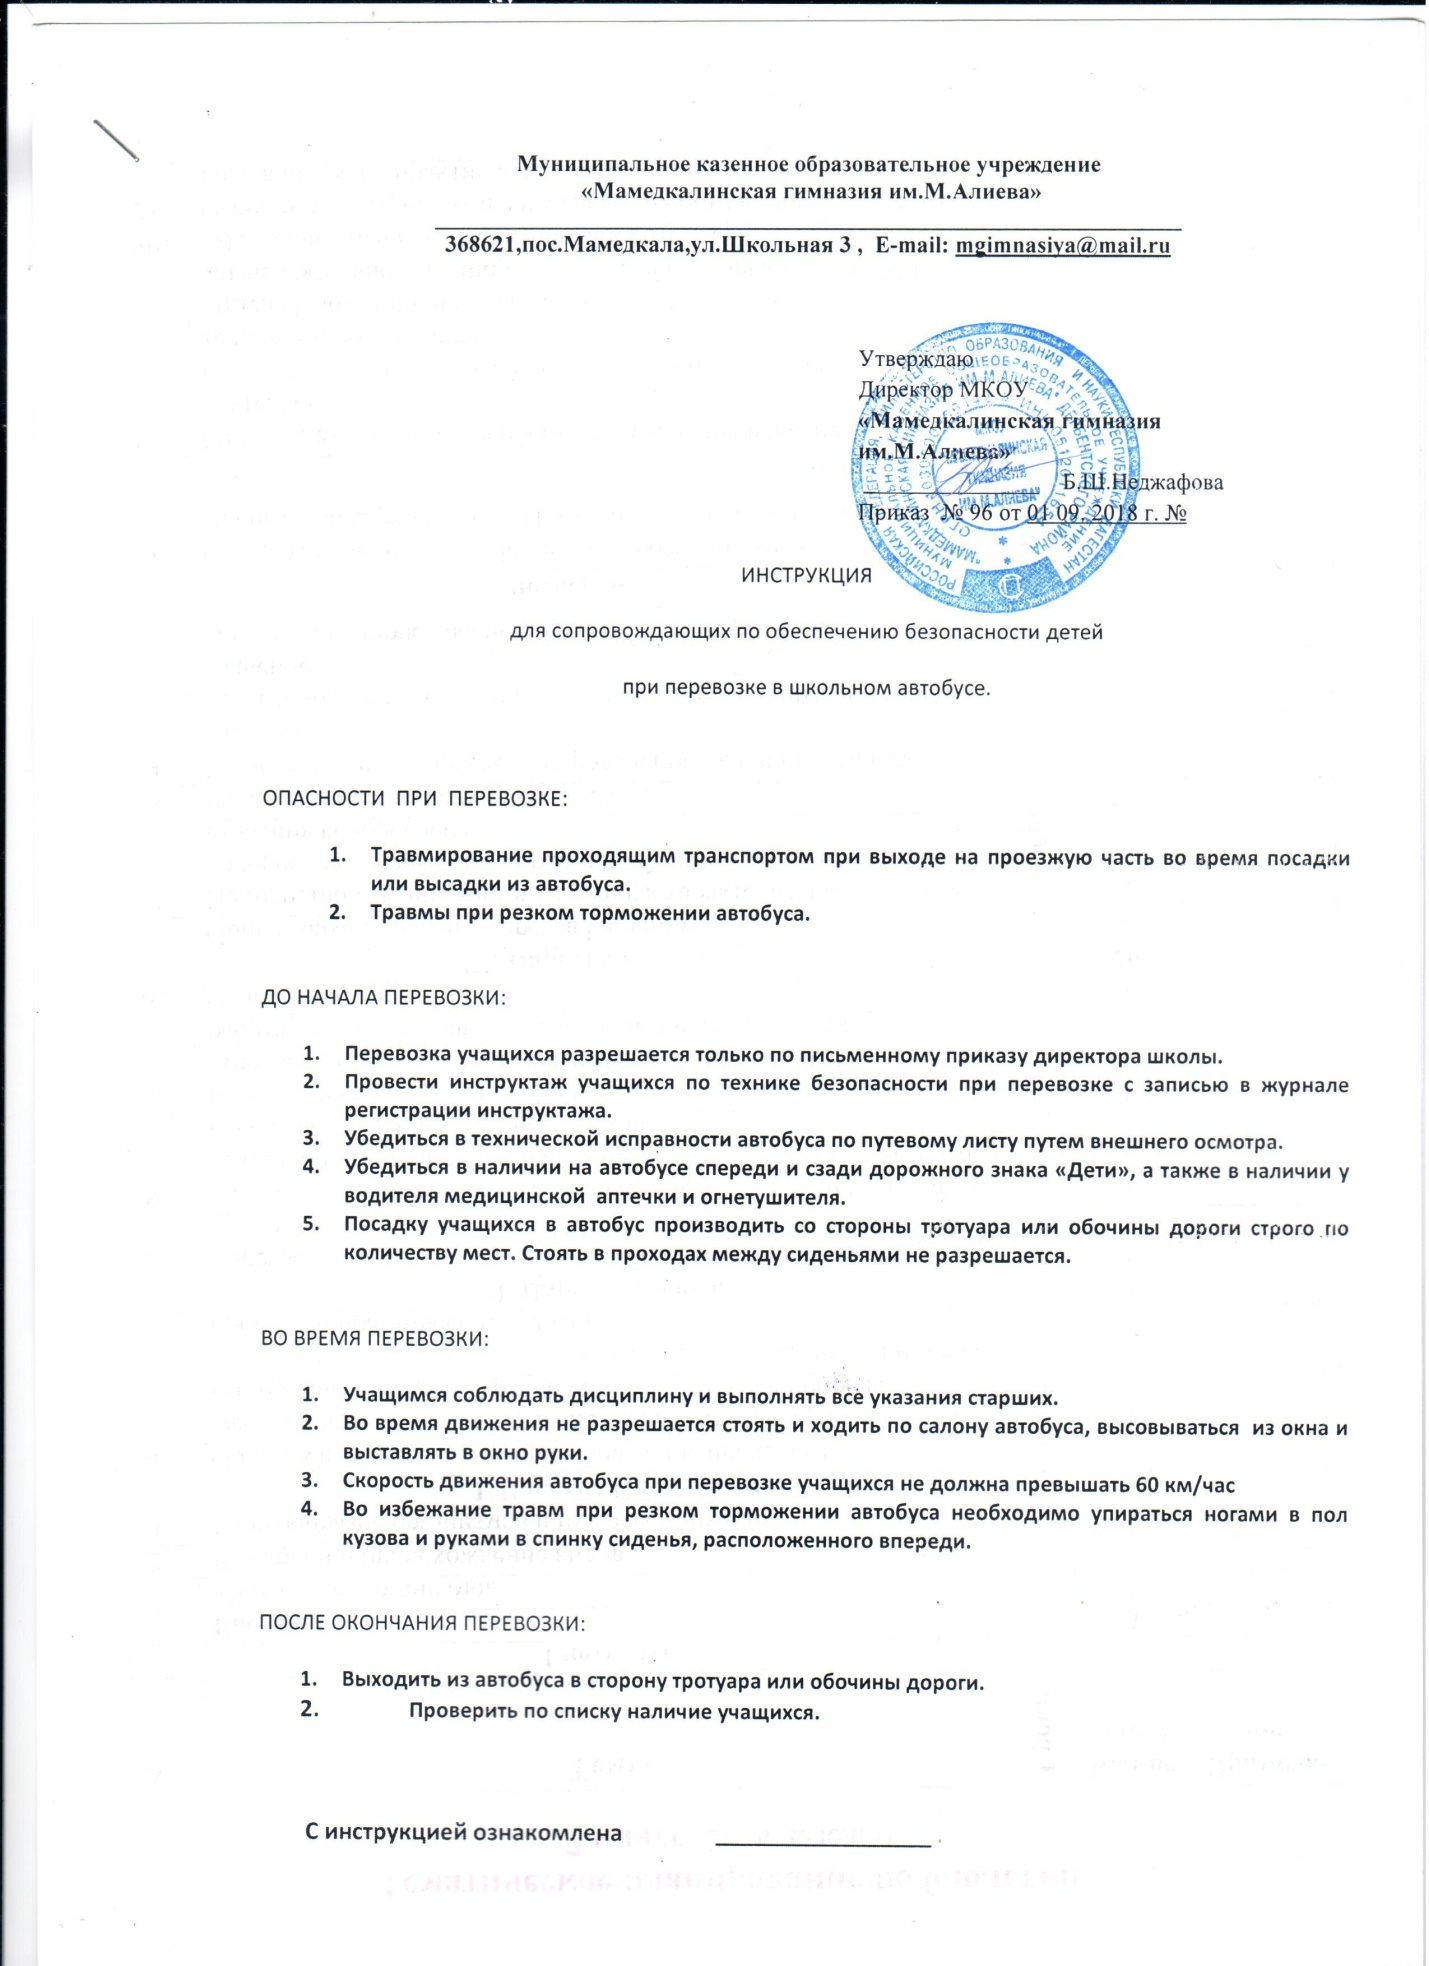 Муниципальное казенное образовательное учреждение
«Мамедкалинская гимназия им.М.Алиева»
368621,пос.Мамедкала,ул.Школьная 3 , E-mail: mgimnasiya@mail.ru
Утверждаю
Директор МКОУ
«Мамедкалинская гимназия
им.М.Алиева»
Б.Ш.Неджафова
Приказ № 96 от 01 09. 2018 г. №
ИНСТРУКЦИЯ
для сопровождающих по обеспечению безопасности детей
при перевозке в школьном автобусе.
ОПАСНОСТИ ПРИ ПЕРЕВОЗКЕ:
1. Травмирование проходящим транспортом при выходе на проезжую часть во время посадки
или высадки из автобуса.
2. Травмы при резком торможении автобуса.
ДО НАЧАЛА ПЕРЕВОЗКИ:
1. Перевозка учащихся разрешается только по письменному приказу директора школы.
2. Провести инструктаж учащихся по технике безопасности при перевозке с записью в журнале
регистрации инструктажа.
3. Убедиться в технической исправности автобуса по путевому листу путем внешнего осмотра.
4. Убедиться в наличии на автобусе спереди и сзади дорожного знака «Дети», а также в наличии у
водителя медицинской аптечки и огнетушителя.
5. Посадку учащихся в автобус производить со стороны тротуара или обочины дороги строго по
количеству мест. Стоять в проходах между сиденьями не разрешается.
ВО ВРЕМЯ ПЕРЕВОЗКИ:
1. Учащимся соблюдать дисциплину и выполнять все указания старших.
2. Во время движения не разрешается стоять и ходить по салону автобуса, высовываться из окна и
выставлять в окно руки.
3. Скорость движения автобуса при перевозке учащихся не должна превышать 60 км/час
4. Во избежание травм при резком торможении автобуса необходимо упираться ногами в пол
кузова и руками в спинку сиденья, расположенного впереди.
ПОСЛЕ ОКОНЧАНИЯ ПЕРЕВОЗКИ:
1. Выходить из автобуса в сторону тротуара или обочины дороги.
2. Проверить по списку наличие учащихся.
С инструкцией ознакомлена